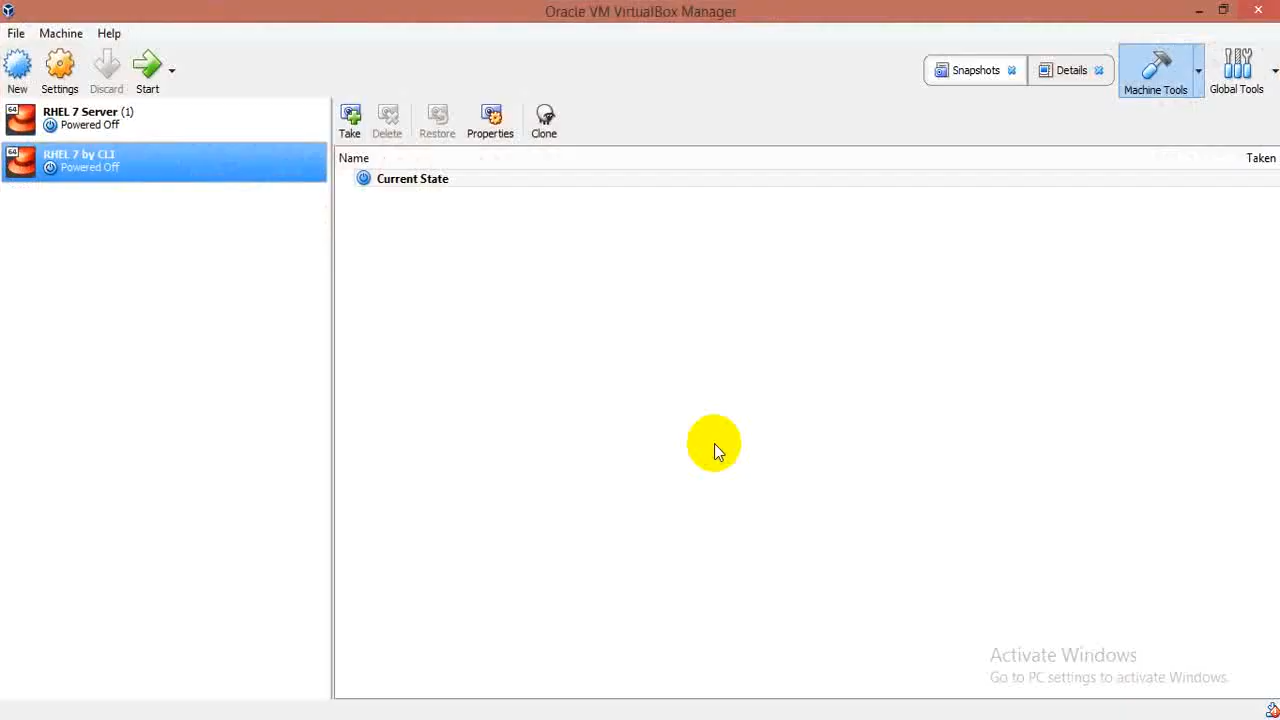 Oracle VM VirtualBox Manager
File Machine Help
New Settings Discard Start
Snapshots Details Machine Tools Global Tools
64 RHEL 7 Server (1)
Powered Off
64 RHEL 7 by CLI
Powered Off
Take Delete Restore Properties Clone
Name Taken
Current State
Activate Windows
Go to PC settings to activate Windows.